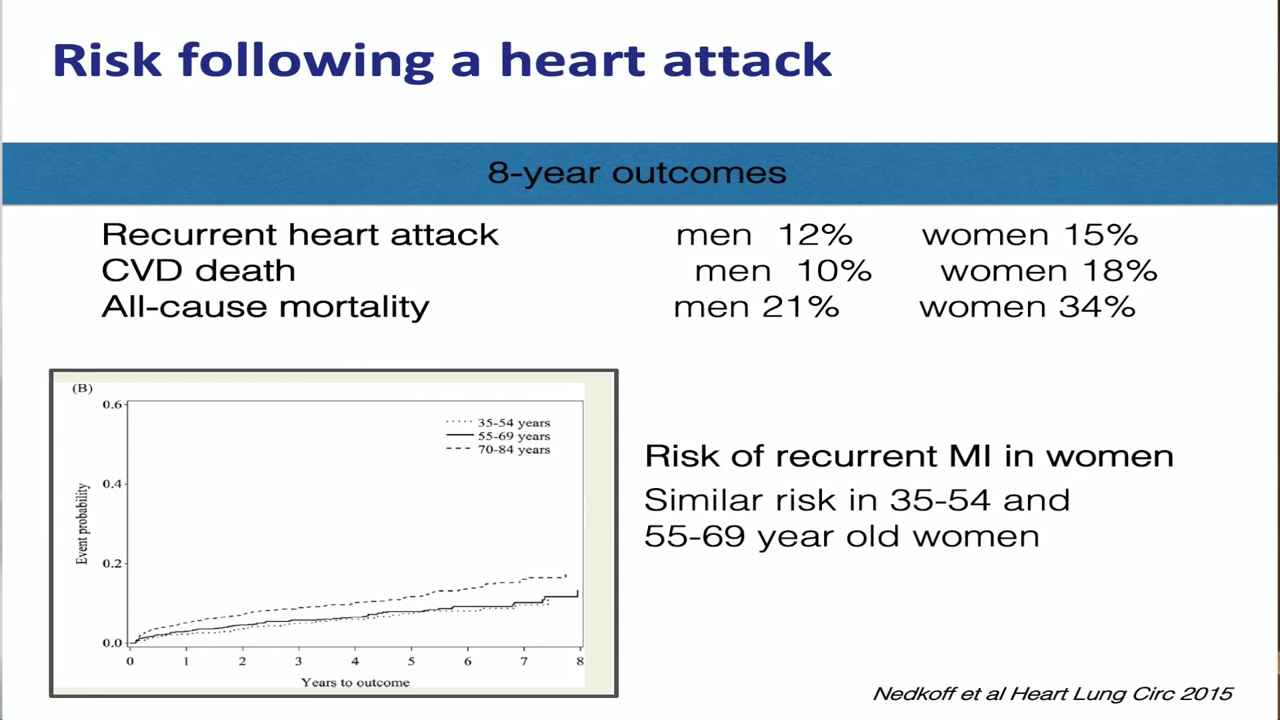 Risk following a heart attack
8-year outcomes
Recurrent heart attack men 12% women 15%
CVD death men 10% women 18%
All-cause mortality men 21% women 34%
(B)
0.6
0.4
0.2
0.0
Event probability
35-54 years
55-69 years
70-84 years
0 1 2 3 4 5 6 7 8
Years to outcome
Risk of recurrent MI in women
Similar risk in 35-54 and
55-69 year old women
Nedkoff et al Heart Lung Circ 2015